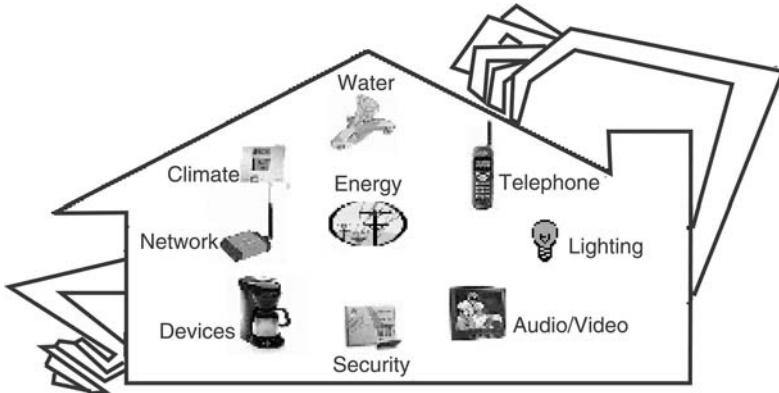 Water
Climate
Energy
Telephone
Network
Lighting
Devices
Audio/Video
Security